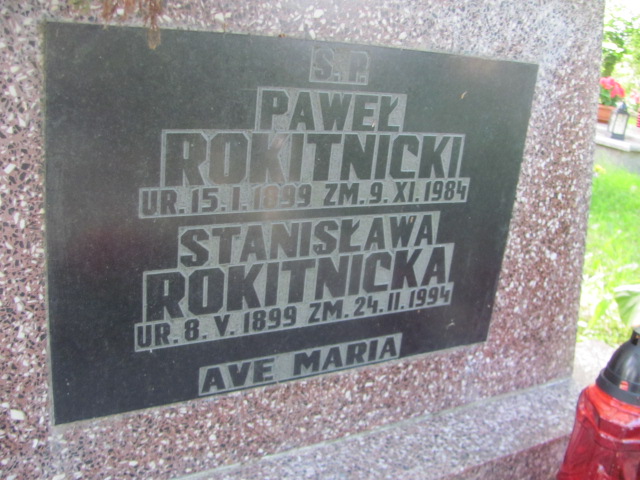 Ś.P.
PAWEŁ
ROKITNICKI
UR. 15. I. 1899 ZM. 9. XI. 1984
STANISŁAWA
ROKITNICKA
UR. 8. V. 1899 ZM. 24. II. 1994
AVE MARIA